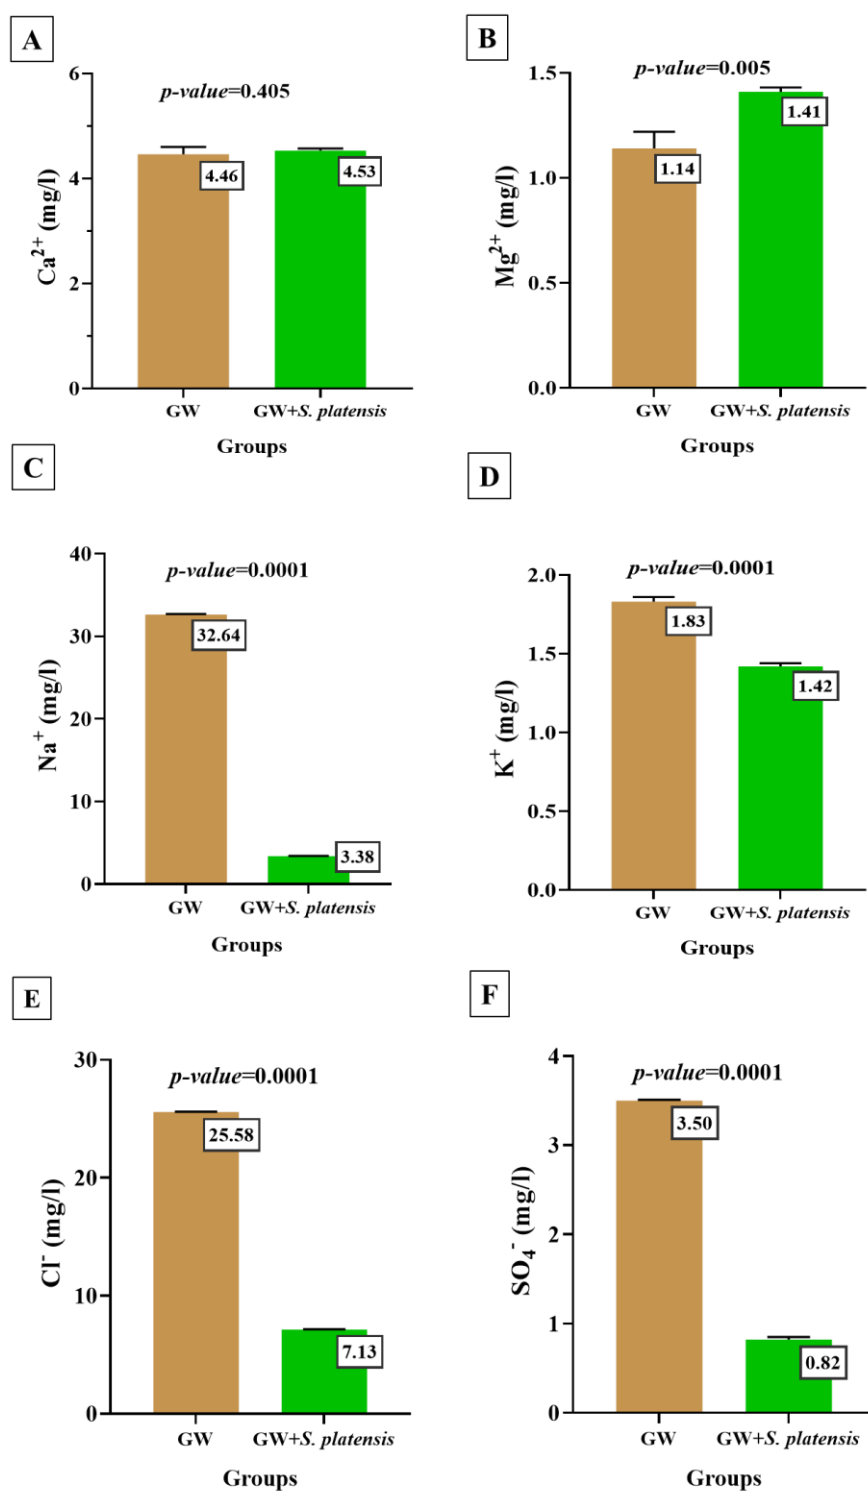 A
p-value=0.405
Ca²⁺ (mg/l)
6
4
2
0
4.46
4.53
GW
GW+S. platensis
Groups
B
p-value=0.005
Mg²⁺ (mg/l)
1.5
1.0
0.5
0.0
1.14
1.41
GW
GW+S. platensis
Groups
C
p-value=0.0001
Na⁺ (mg/l)
40
30
20
10
0
32.64
3.38
GW
GW+S. platensis
Groups
D
p-value=0.0001
K⁺ (mg/l)
2.0
1.5
1.0
0.5
0.0
1.83
1.42
GW
GW+S. platensis
Groups
E
p-value=0.0001
Cl⁻ (mg/l)
30
20
10
0
25.58
7.13
GW
GW+S. platensis
Groups
F
p-value=0.0001
SO₄⁻ (mg/l)
4
3
2
1
0
3.50
0.82
GW
GW+S. platensis
Groups